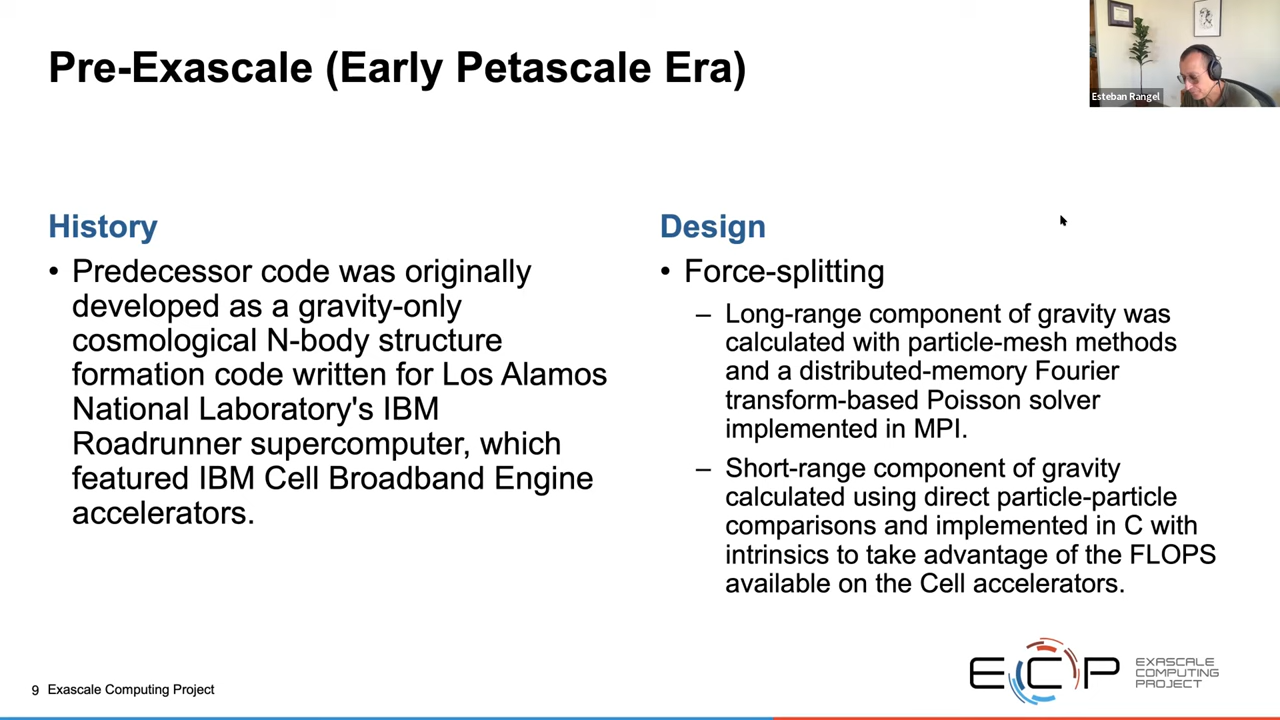 Pre-Exascale (Early Petascale Era)
Esteban Rangel
History
• Predecessor code was originally
developed as a gravity-only
cosmological N-body structure
formation code written for Los Alamos
National Laboratory's IBM
Roadrunner supercomputer, which
featured IBM Cell Broadband Engine
accelerators.
Design
• Force-splitting
– Long-range component of gravity was
calculated with particle-mesh methods
and a distributed-memory Fourier
transform-based Poisson solver
implemented in MPI.
– Short-range component of gravity
calculated using direct particle-particle
comparisons and implemented in C with
intrinsics to take advantage of the FLOPS
available on the Cell accelerators.
9 Exascale Computing Project
ECP
EXASCALE
COMPUTING
PROJECT